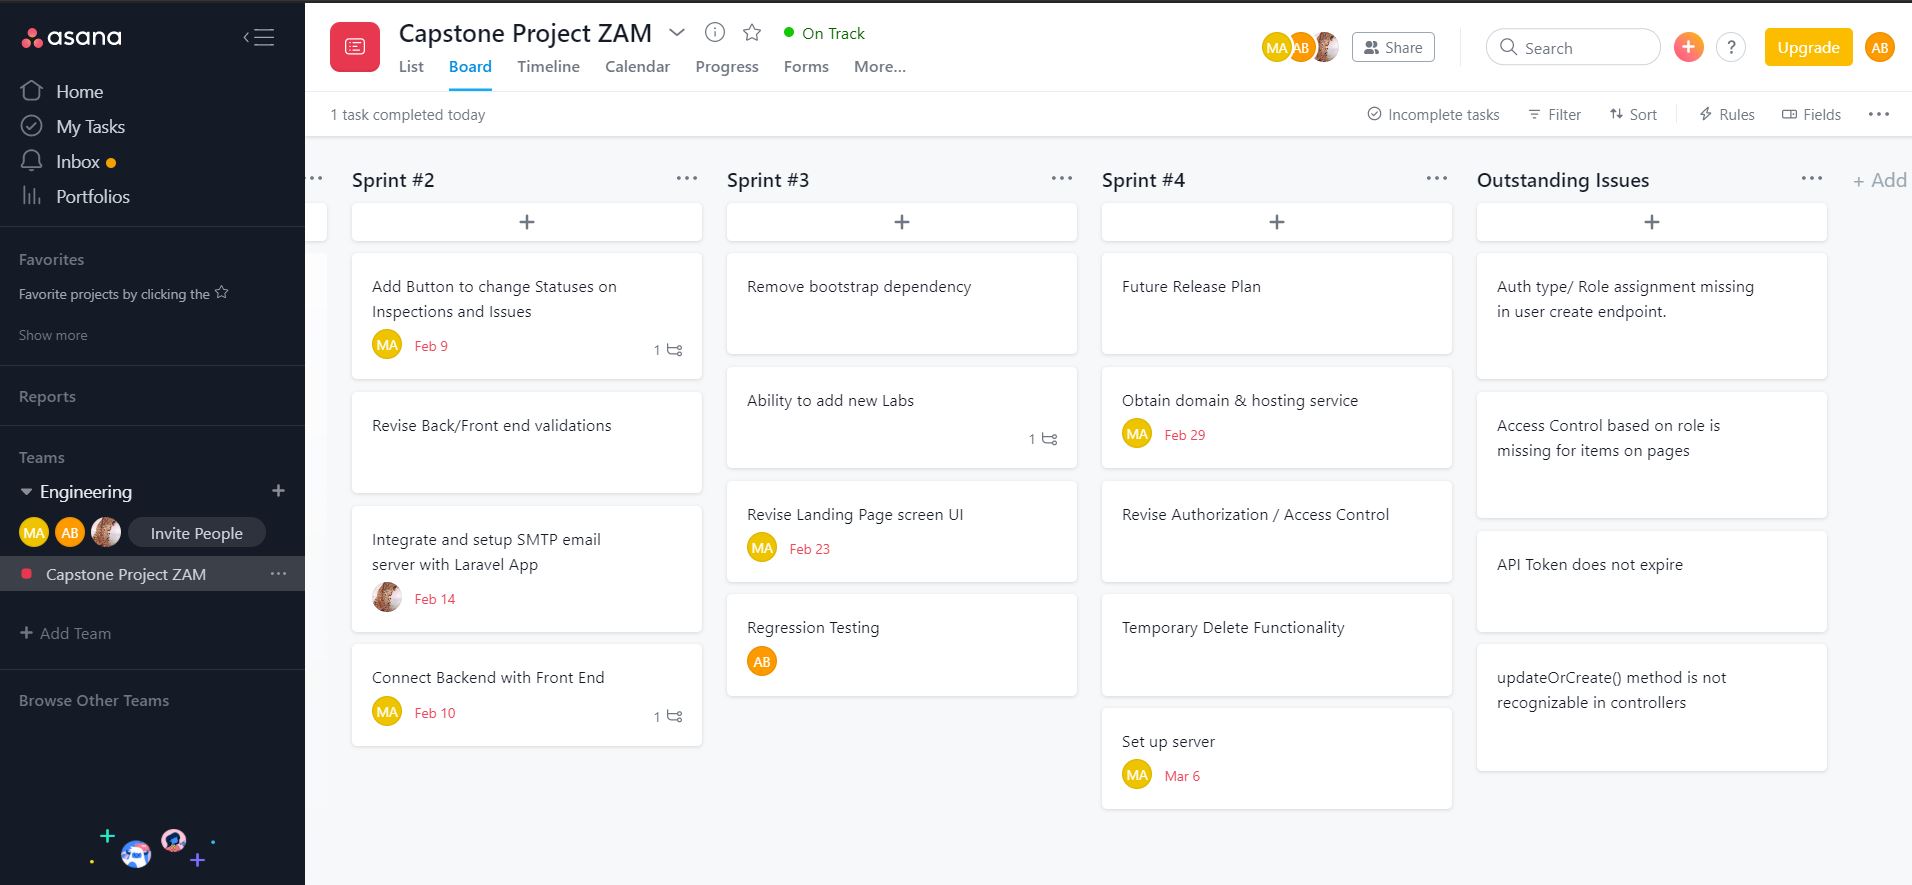 asana
Home
My Tasks
Inbox
Portfolios
Favorites
Favorite projects by clicking the
Show more
Reports
Teams
Engineering
MA AB Invite People
Capstone Project ZAM
+ Add Team
Browse Other Teams
Capstone Project ZAM On Track
List Board Timeline Calendar Progress Forms More...
MA AB Share Search ? Upgrade AB
1 task completed today
Incomplete tasks Filter Sort Rules Fields
Sprint #2
Add Button to change Statuses on
Inspections and Issues
MA Feb 9 1
Revise Back/Front end validations
Integrate and setup SMTP email
server with Laravel App
Feb 14
Connect Backend with Front End
MA Feb 10 1
Sprint #3
Remove bootstrap dependency
Ability to add new Labs
1
Revise Landing Page screen UI
MA Feb 23
Regression Testing
AB
Sprint #4
Future Release Plan
Obtain domain & hosting service
MA Feb 29
Revise Authorization / Access Control
Temporary Delete Functionality
Set up server
MA Mar 6
Outstanding Issues
Auth type/ Role assignment missing
in user create endpoint.
Access Control based on role is
missing for items on pages
API Token does not expire
updateOrCreate() method is not
recognizable in controllers
+ Add